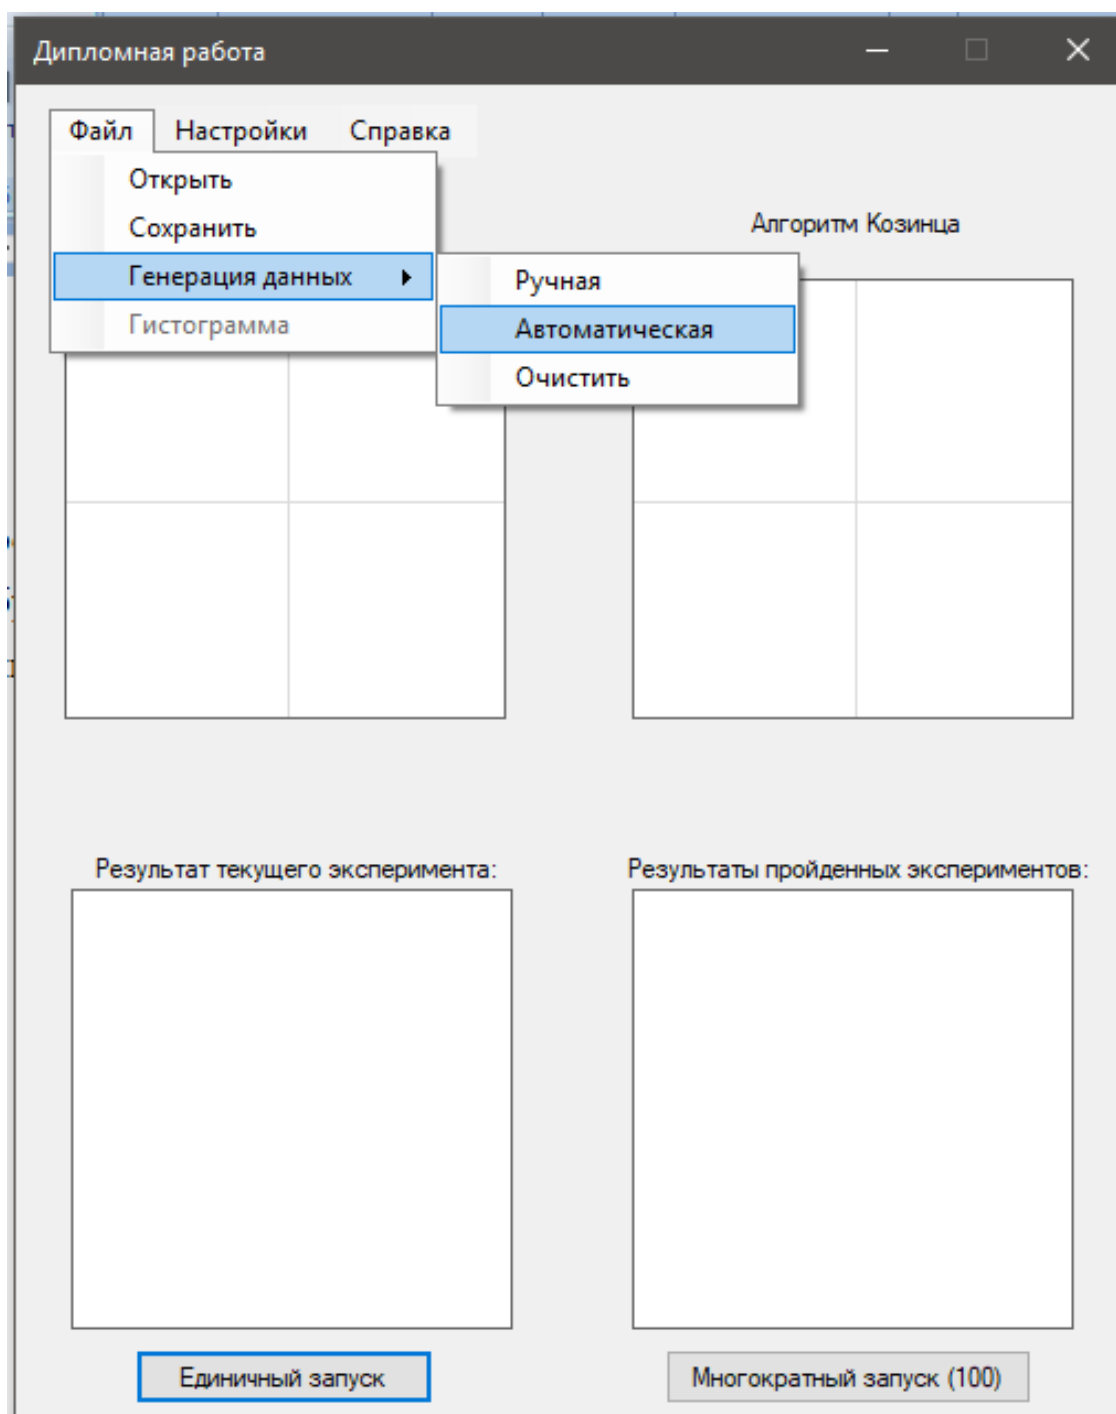 Дипломная работа
Файл Настройки Справка
Открыть
Сохранить
Алгоритм Козинца
Генерация данных
Ручная
Гистограмма
Автоматическая
Очистить
Результат текущего эксперимента:
Результаты пройденных экспериментов:
Единичный запуск
Многократный запуск (100)